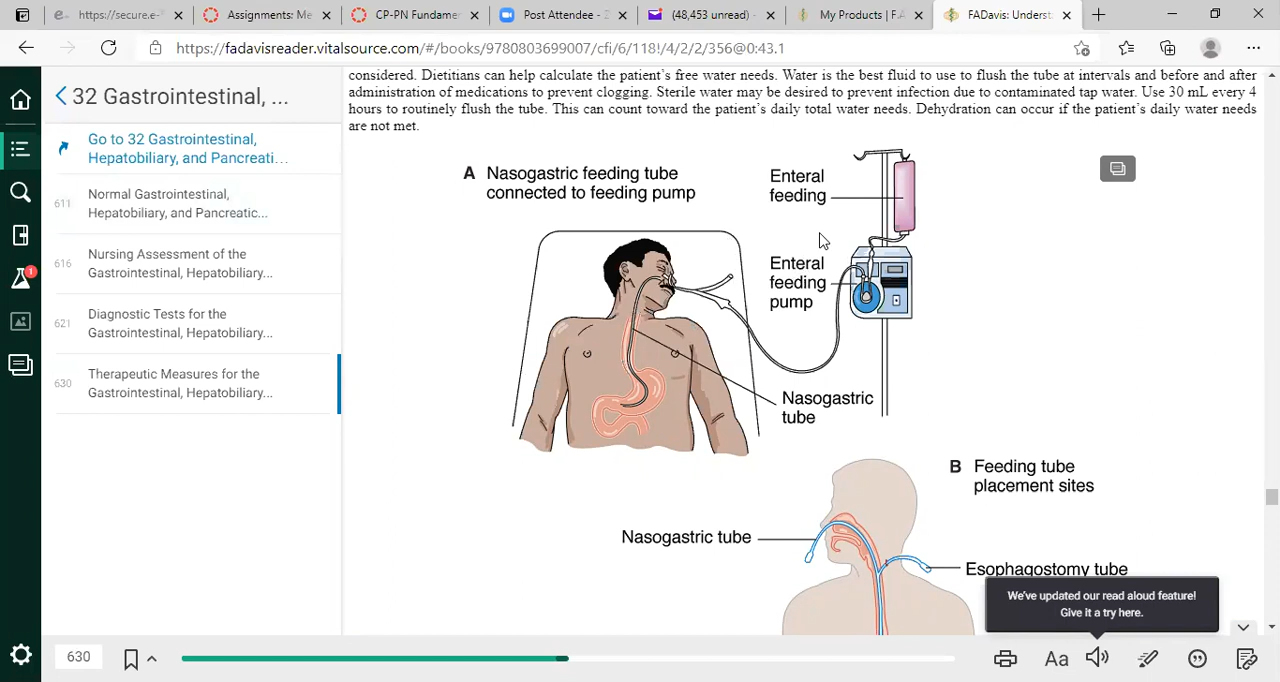 https://secure.e-
Assignments: Me
CP-PN Fundamer
Post Attendee - Z
(48,453 unread) -
My Products | F.A
FADavis: Underst
https://fadavisreader.vitalsource.com/#/books/9780803699007/cfi/6/118!/4/2/2/356@0:43.1
32 Gastrointestinal, ...
Go to 32 Gastrointestinal,
Hepatobiliary, and Pancreati...
611
Normal Gastrointestinal,
Hepatobiliary, and Pancreatic...
616
Nursing Assessment of the
Gastrointestinal, Hepatobiliary...
621
Diagnostic Tests for the
Gastrointestinal, Hepatobiliary...
630
Therapeutic Measures for the
Gastrointestinal, Hepatobiliary...
1
considered. Dietitians can help calculate the patient's free water needs. Water is the best fluid to use to flush the tube at intervals and before and after
administration of medications to prevent clogging. Sterile water may be desired to prevent infection due to contaminated tap water. Use 30 mL every 4
hours to routinely flush the tube. This can count toward the patient's daily total water needs. Dehydration can occur if the patient's daily water needs
are not met.
A Nasogastric feeding tube
connected to feeding pump
Enteral
feeding
Enteral
feeding
pump
Nasogastric
tube
B Feeding tube
placement sites
Nasogastric tube
Esophagostomy tube
We've updated our read aloud feature!
Give it a try here.
630
Aa